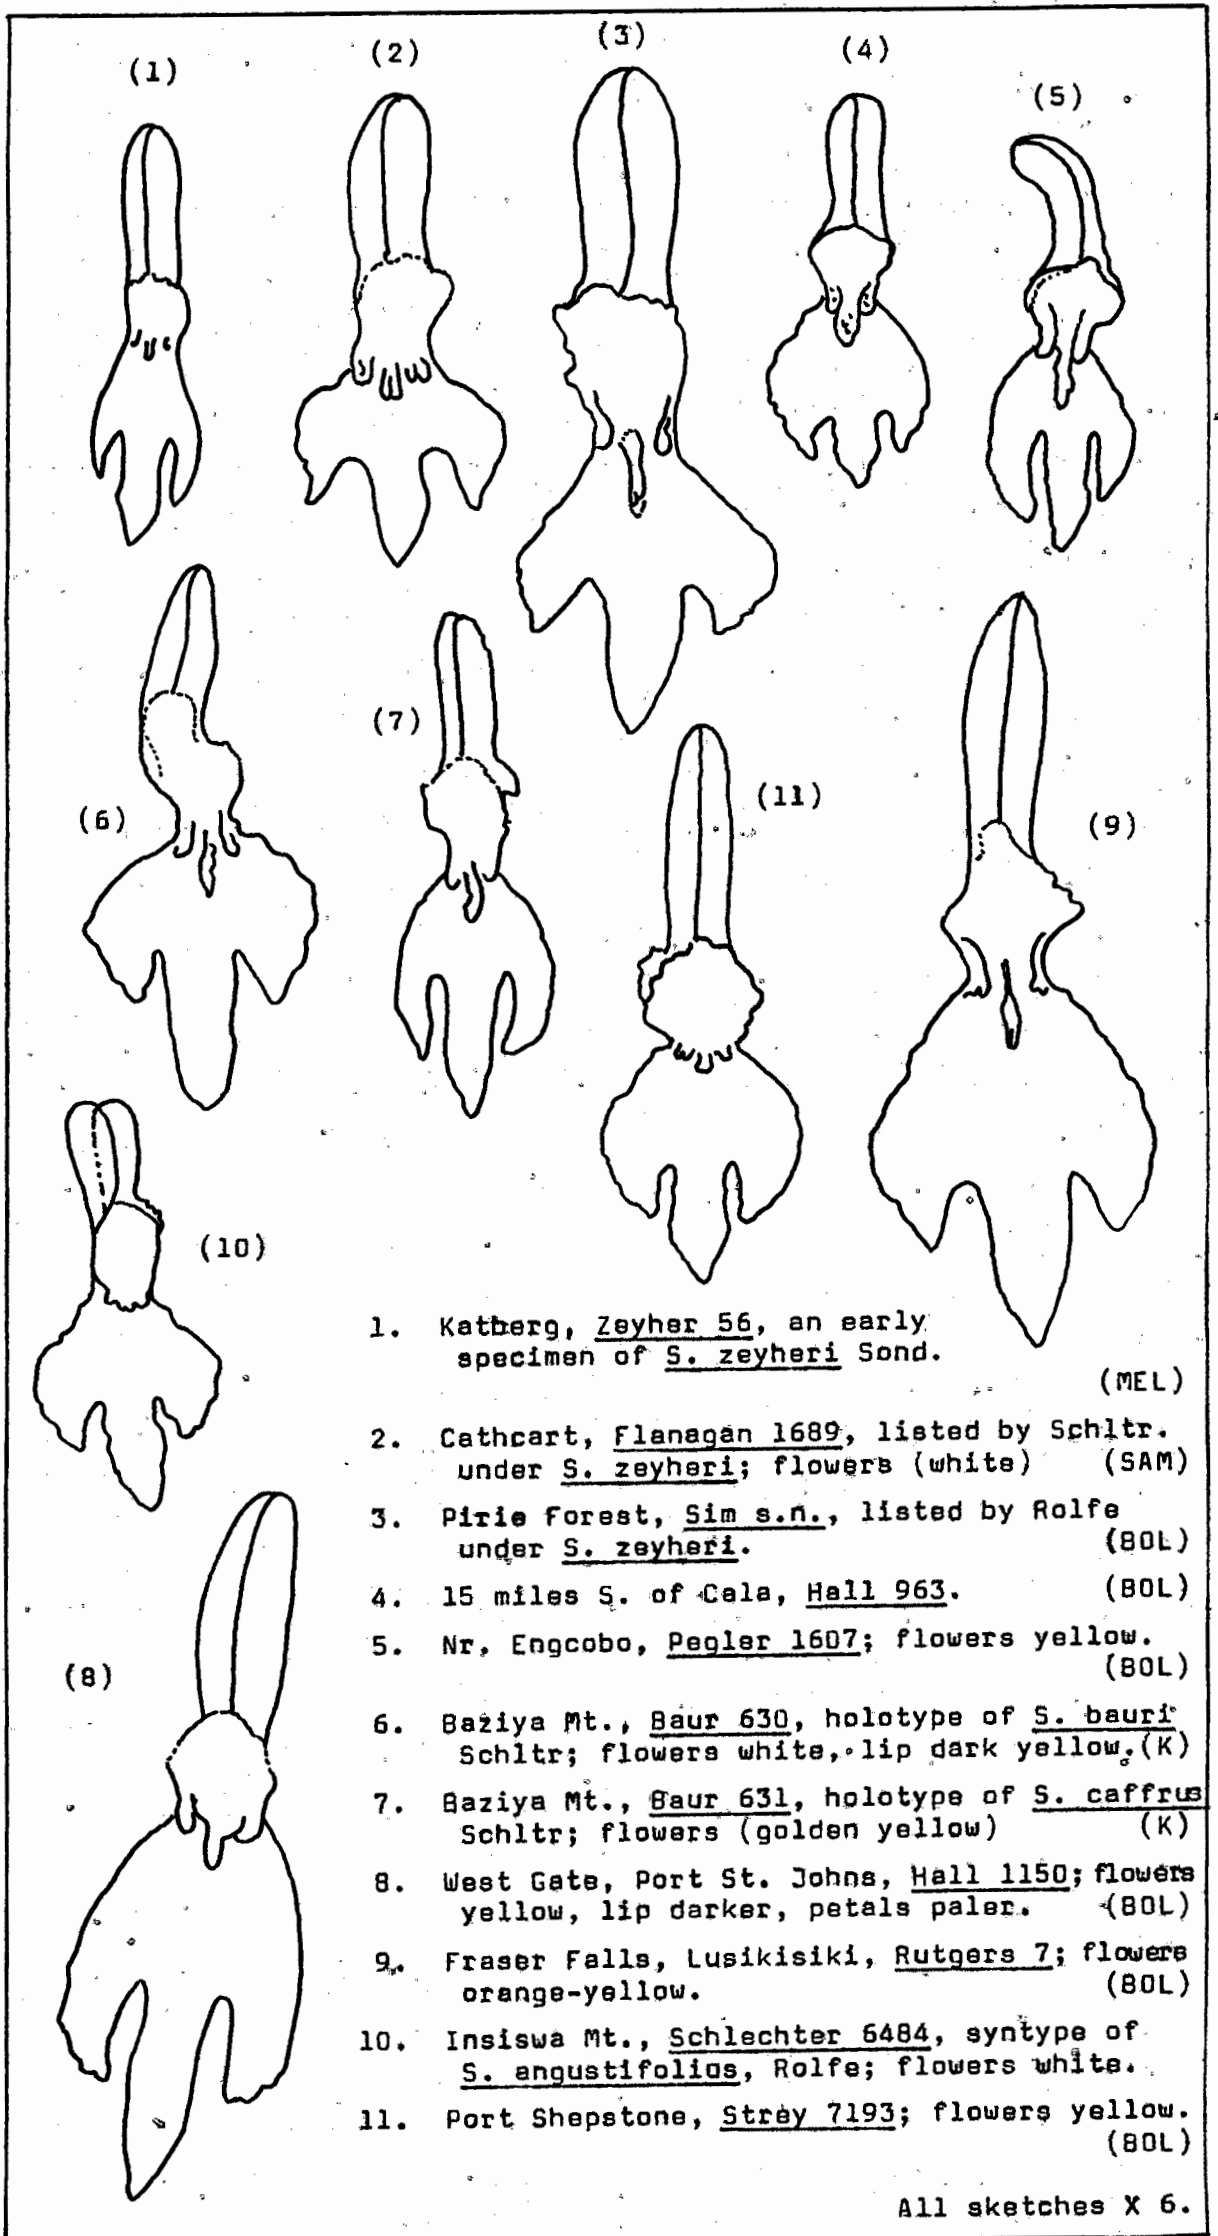 (1)
(2)
(3)
(4)
(5)
(6)
(7)
(11)
(9)
(10)
(8)
1. Katberg, Zeyher 56, an early
specimen of S. zeyheri Sond.
(MEL)
2. Cathcart, Flanagan 1689, listed by Schltr.
under S. zeyheri; flowers (white) (SAM)
3. Pirie Forest, Sim s.n., listed by Rolfe
under S. zeyheri. (BOL)
4. 15 miles S. of Cala, Hall 963. (BOL)
5. Nr. Engcobo, Pegler 1607; flowers yellow.
(BOL)
6. Baziya Mt., Baur 630, holotype of S. bauri
Schltr; flowers white, lip dark yellow. (K)
7. Baziya Mt., Baur 631, holotype of S. caffrus
Schltr; flowers (golden yellow) (K)
8. West Gate, Port St. Johns, Hall 1150; flowers
yellow, lip darker, petals paler. (BOL)
9. Fraser Falls, Lusikisiki, Rutgers 7; flowers
orange-yellow. (BOL)
10. Insiswa Mt., Schlechter 6484, syntype of
S. angustifolios, Rolfe; flowers white.
11. Port Shepstone, Strey 7193; flowers yellow.
(BOL)
All sketches X 6.